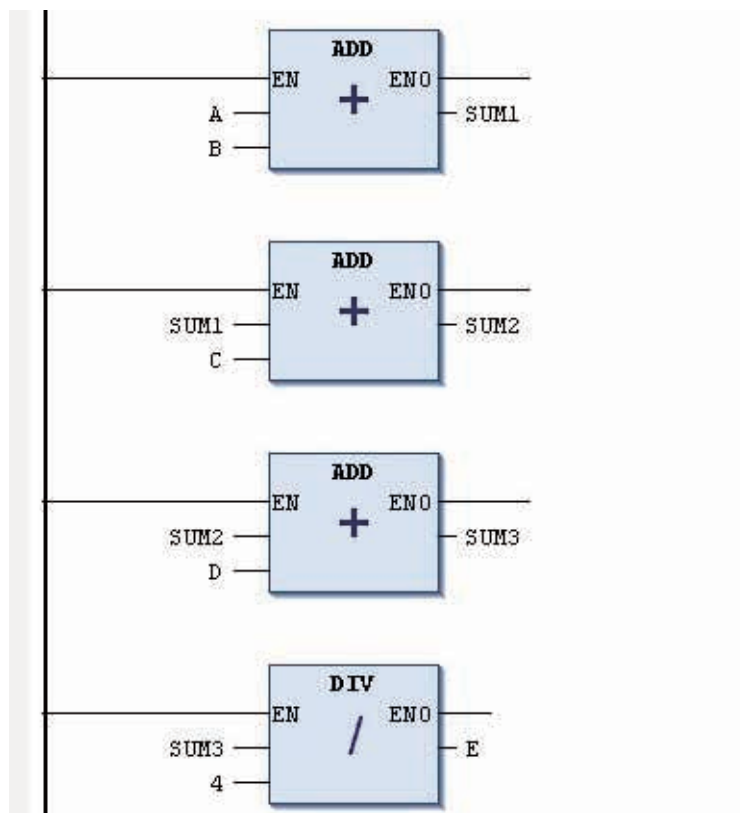 ADD
EN ENO
A SUM1
B
ADD
EN ENO
SUM1 SUM2
C
ADD
EN ENO
SUM2 SUM3
D
DIV
EN ENO
SUM3 E
4